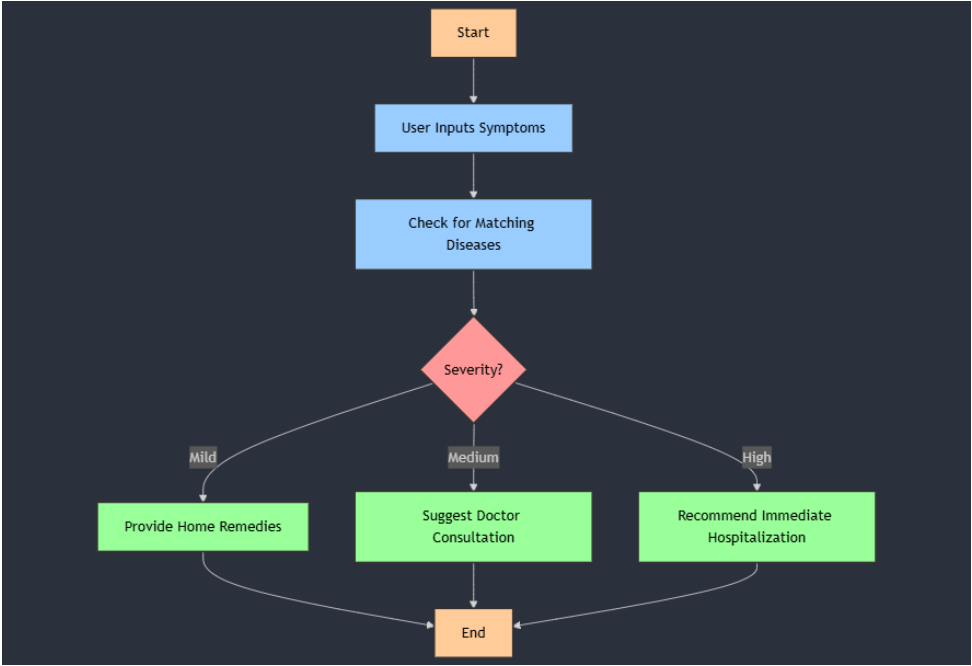 Start
User Inputs Symptoms
Check for Matching
Diseases
Severity?
Mild
Medium
High
Provide Home Remedies
Suggest Doctor
Consultation
Recommend Immediate
Hospitalization
End